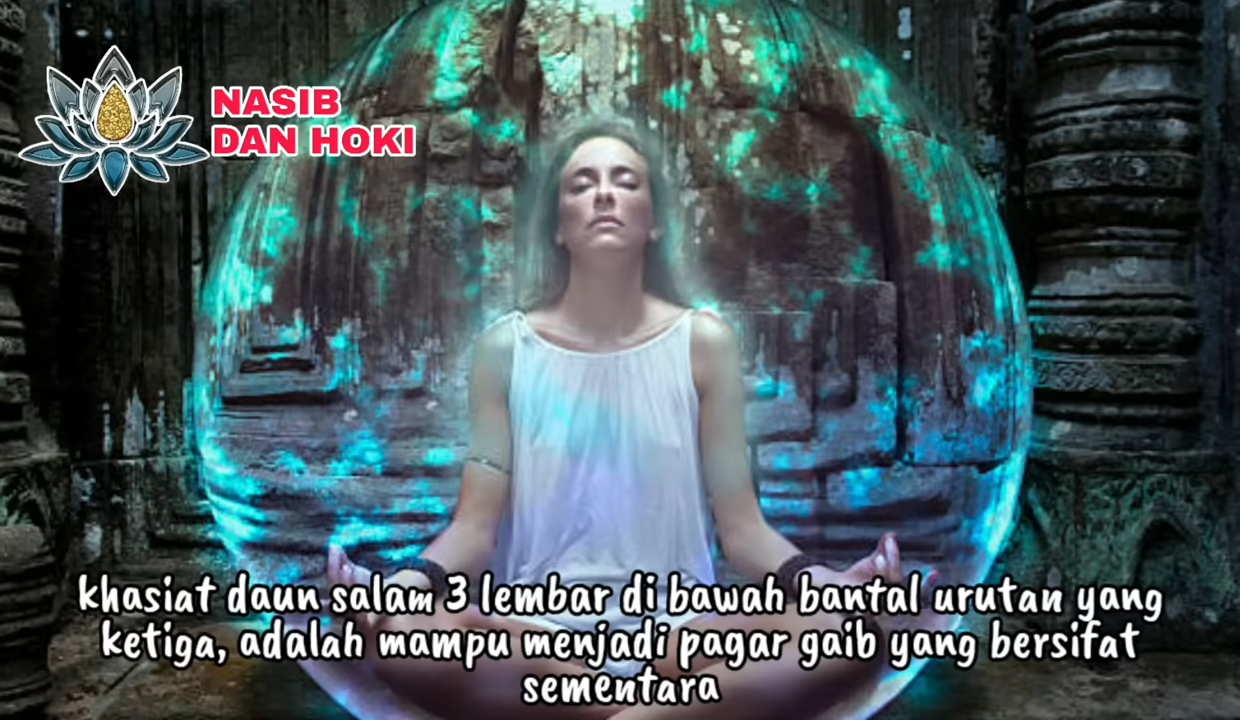 NASIB
DAN HOKI
khasiat daun salam 3 lembar di bawah bantal urutan yang
ketiga, adalah mampu menjadi pagar gaib yang bersifat
sementara